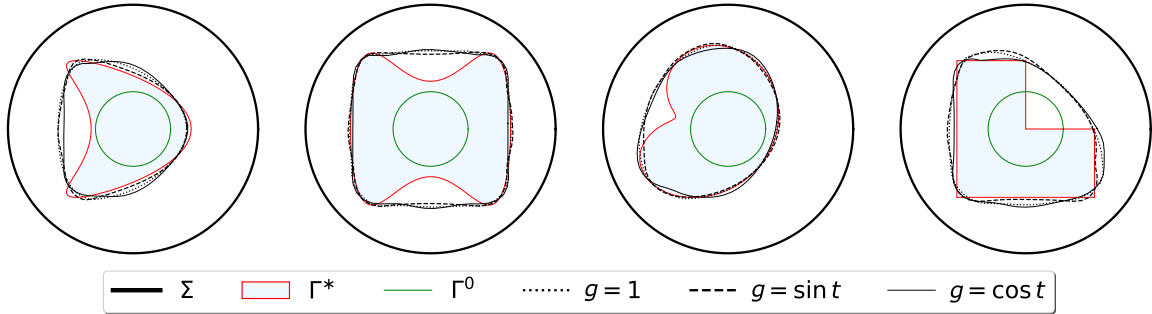 Σ Γ* Γ⁰ g = 1 g = sin t g = cos t